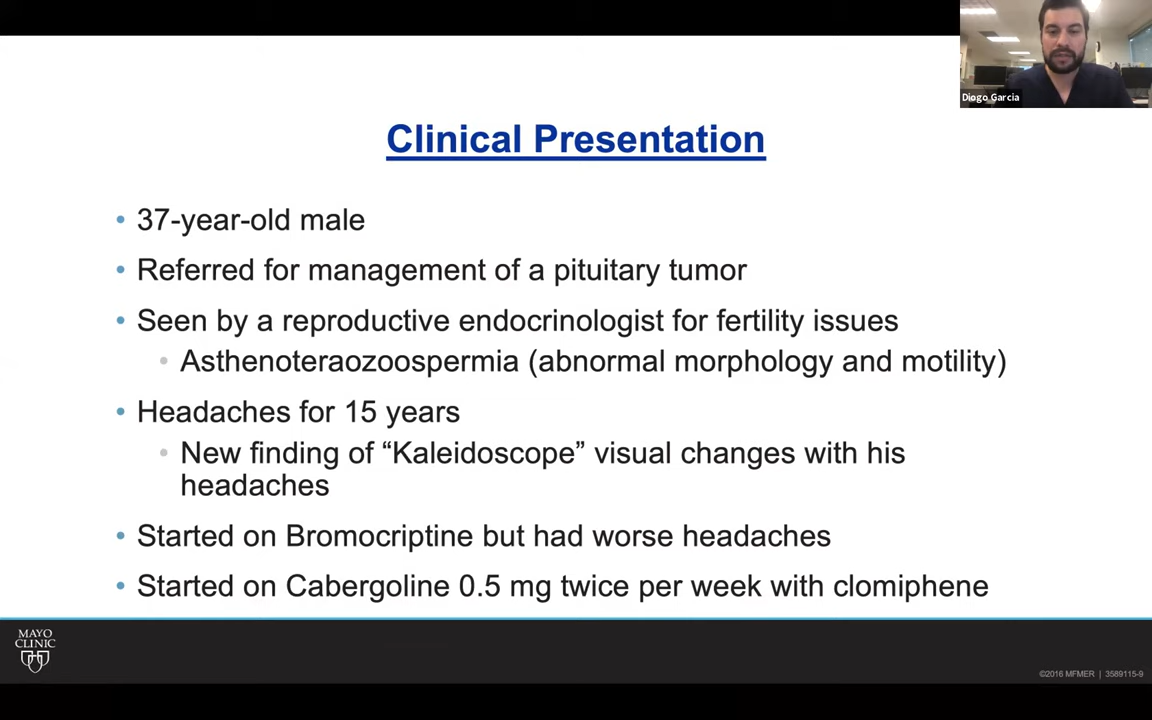 Diogo Garcia
Clinical Presentation
• 37-year-old male
• Referred for management of a pituitary tumor
• Seen by a reproductive endocrinologist for fertility issues
• Asthenoteraozoospermia (abnormal morphology and motility)
• Headaches for 15 years
• New finding of “Kaleidoscope” visual changes with his
headaches
• Started on Bromocriptine but had worse headaches
• Started on Cabergoline 0.5 mg twice per week with clomiphene
MAYO
CLINIC
©2016 MFMER | 3589115-9